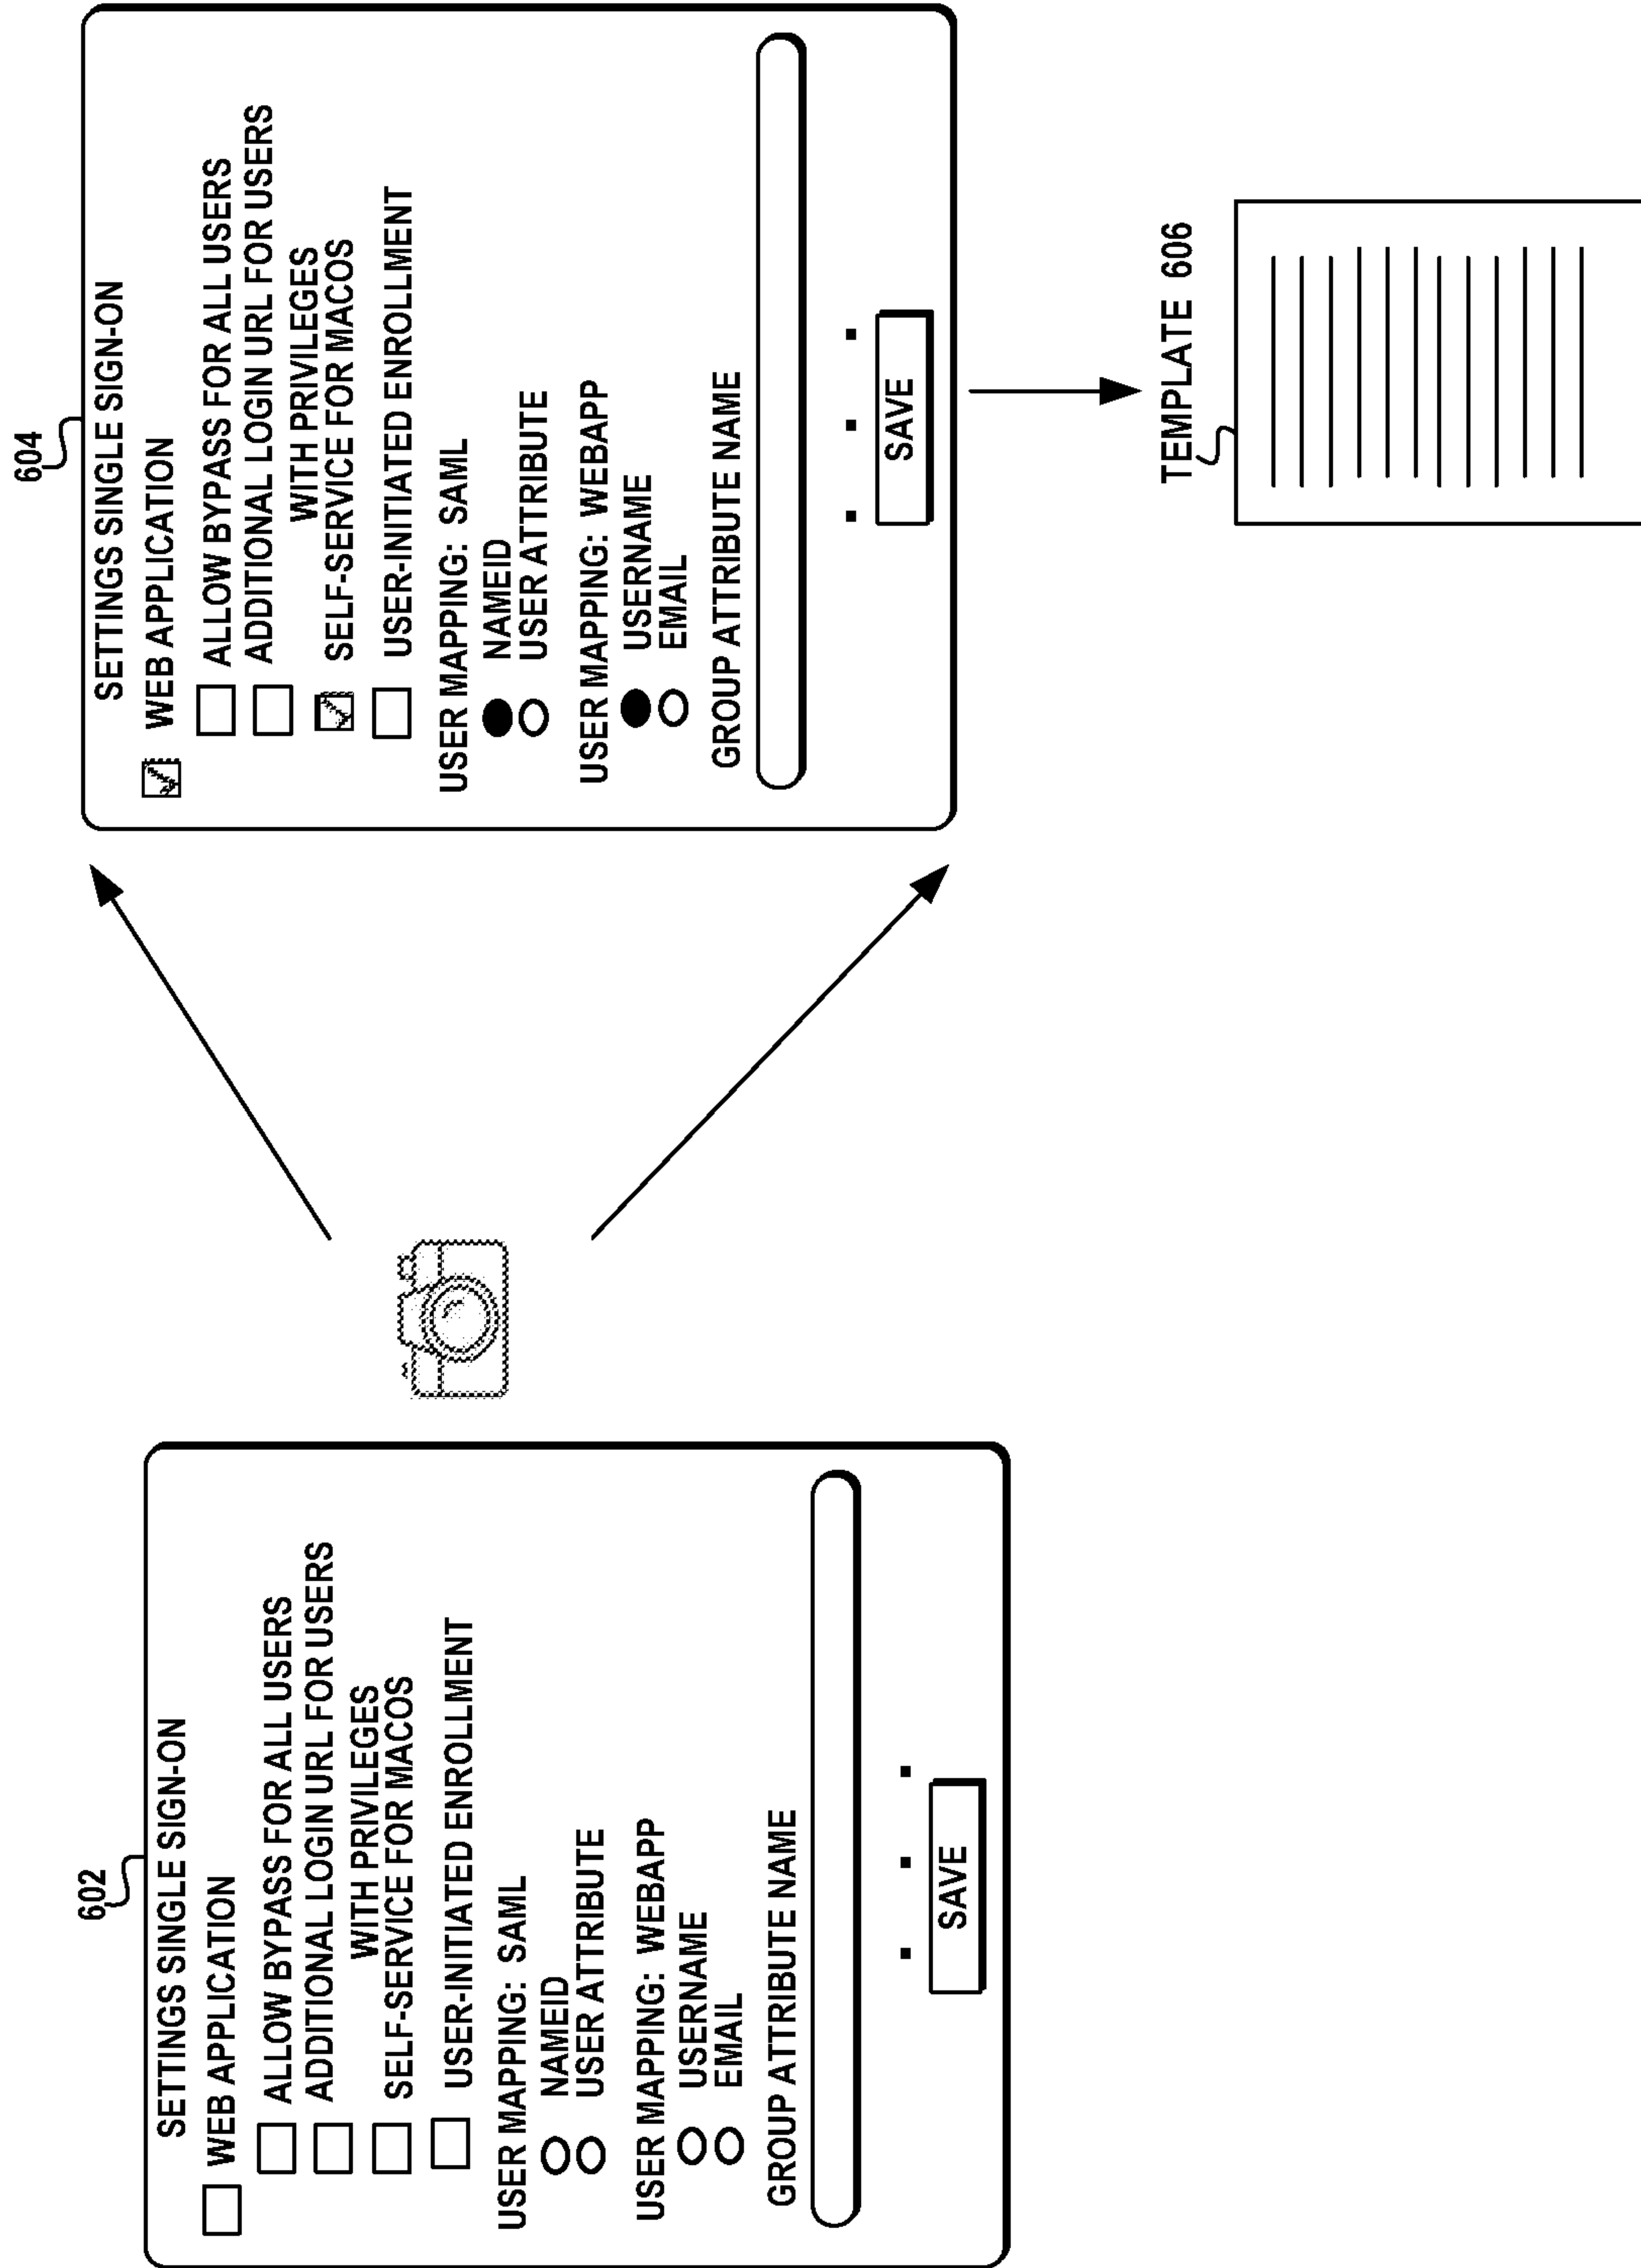 602
SETTINGS SINGLE SIGN-ON
WEB APPLICATION
ALLOW BYPASS FOR ALL USERS
ADDITIONAL LOGIN URL FOR USERS
WITH PRIVILEGES
SELF-SERVICE FOR MACOS
USER-INITIATED ENROLLMENT
USER MAPPING: SAML
NAMEID
USER ATTRIBUTE
USER MAPPING: WEBAPP
USERNAME
EMAIL
GROUP ATTRIBUTE NAME
SAVE
604
SETTINGS SINGLE SIGN-ON
WEB APPLICATION
ALLOW BYPASS FOR ALL USERS
ADDITIONAL LOGIN URL FOR USERS
WITH PRIVILEGES
SELF-SERVICE FOR MACOS
USER-INITIATED ENROLLMENT
USER MAPPING: SAML
NAMEID
USER ATTRIBUTE
USER MAPPING: WEBAPP
USERNAME
EMAIL
GROUP ATTRIBUTE NAME
SAVE
TEMPLATE 606